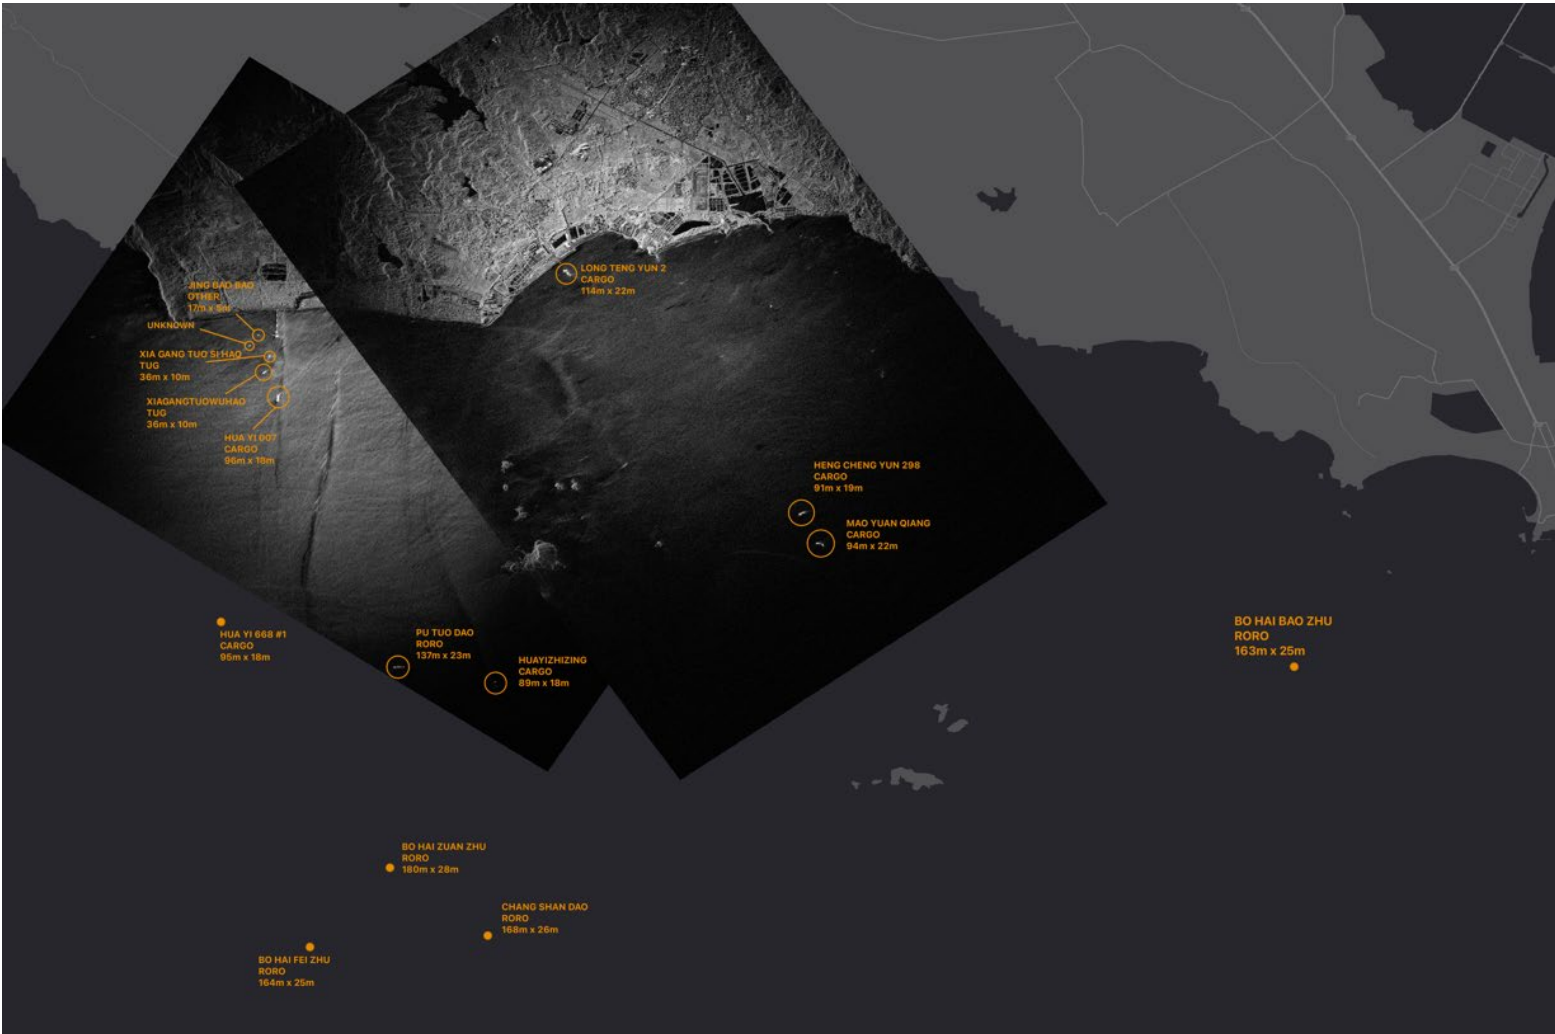 JING BAO BAO
OTHER
17m x 5m
LONG TENG YUN 2
CARGO
114m x 22m
UNKNOWN
XIA GANG TUO SI HAO
TUG
36m x 10m
XIAGANGTUOWUHAO
TUG
36m x 10m
HUA YI 007
CARGO
96m x 18m
HENG CHENG YUN 298
CARGO
91m x 19m
MAO YUAN QIANG
CARGO
94m x 22m
HUA YI 668 #1
CARGO
95m x 18m
PU TUO DAO
RORO
137m x 23m
HUAYIZHIZING
CARGO
89m x 18m
BO HAI BAO ZHU
RORO
163m x 25m
BO HAI ZUAN ZHU
RORO
180m x 28m
CHANG SHAN DAO
RORO
168m x 26m
BO HAI FEI ZHU
RORO
164m x 25m